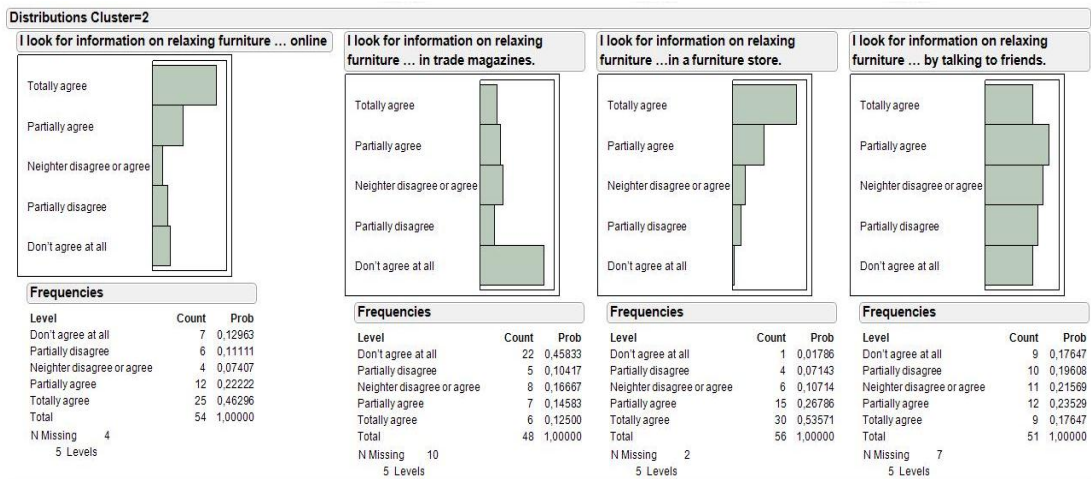 Distributions Cluster=2
I look for information on relaxing furniture ... online
Totally agree
Partially agree
Neighter disagree or agree
Partially disagree
Don't agree at all
Frequencies
Level Count Prob
Don't agree at all 7 0,12963
Partially disagree 6 0,11111
Neighter disagree or agree 4 0,07407
Partially agree 12 0,22222
Totally agree 25 0,46296
Total 54 1,00000
N Missing 4
5 Levels
I look for information on relaxing
furniture ... in trade magazines.
Totally agree
Partially agree
Neighter disagree or agree
Partially disagree
Don't agree at all
Frequencies
Level Count Prob
Don't agree at all 22 0,45833
Partially disagree 5 0,10417
Neighter disagree or agree 8 0,16667
Partially agree 7 0,14583
Totally agree 6 0,12500
Total 48 1,00000
N Missing 10
5 Levels
I look for information on relaxing
furniture ...in a furniture store.
Totally agree
Partially agree
Neighter disagree or agree
Partially disagree
Don't agree at all
Frequencies
Level Count Prob
Don't agree at all 1 0,01786
Partially disagree 4 0,07143
Neighter disagree or agree 6 0,10714
Partially agree 15 0,26786
Totally agree 30 0,53571
Total 56 1,00000
N Missing 2
5 Levels
I look for information on relaxing
furniture ... by talking to friends.
Totally agree
Partially agree
Neighter disagree or agree
Partially disagree
Don't agree at all
Frequencies
Level Count Prob
Don't agree at all 9 0,17647
Partially disagree 10 0,19608
Neighter disagree or agree 11 0,21569
Partially agree 12 0,23529
Totally agree 9 0,17647
Total 51 1,00000
N Missing 7
5 Levels